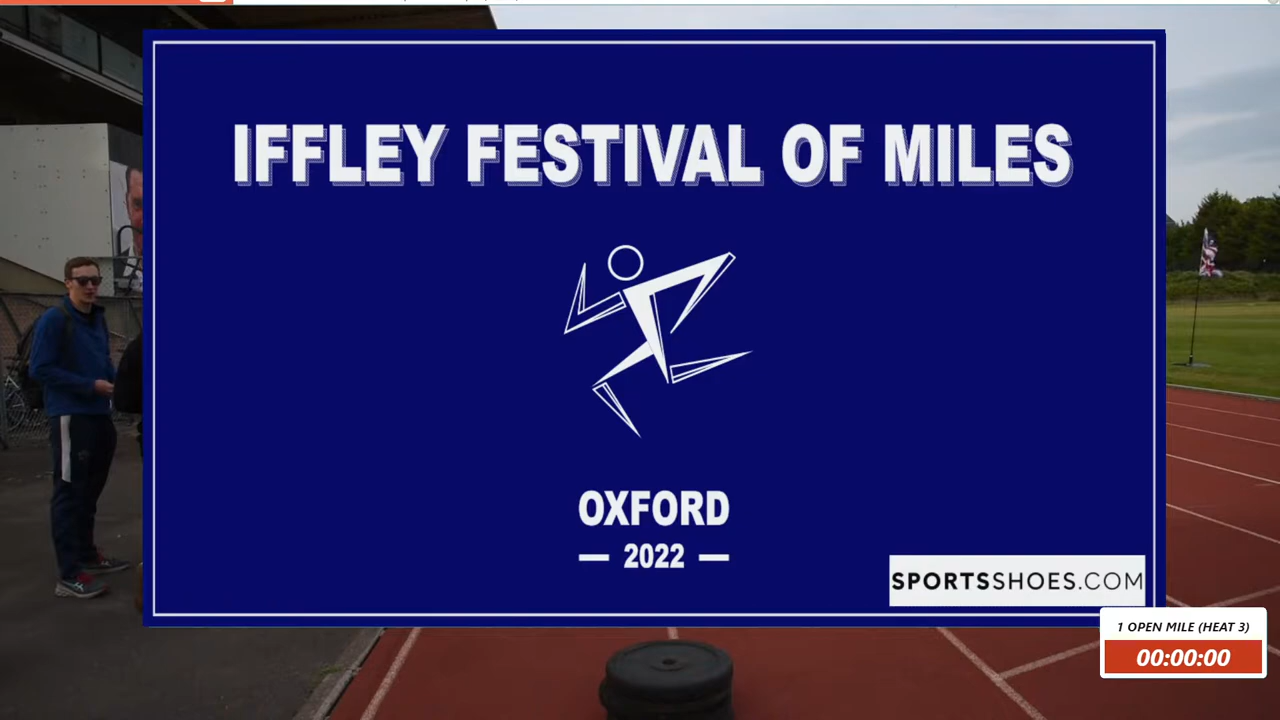 IFFLEY FESTIVAL OF MILES
OXFORD
— 2022 —
SPORTSSHOES.COM
1 OPEN MILE (HEAT 3)
00:00:00